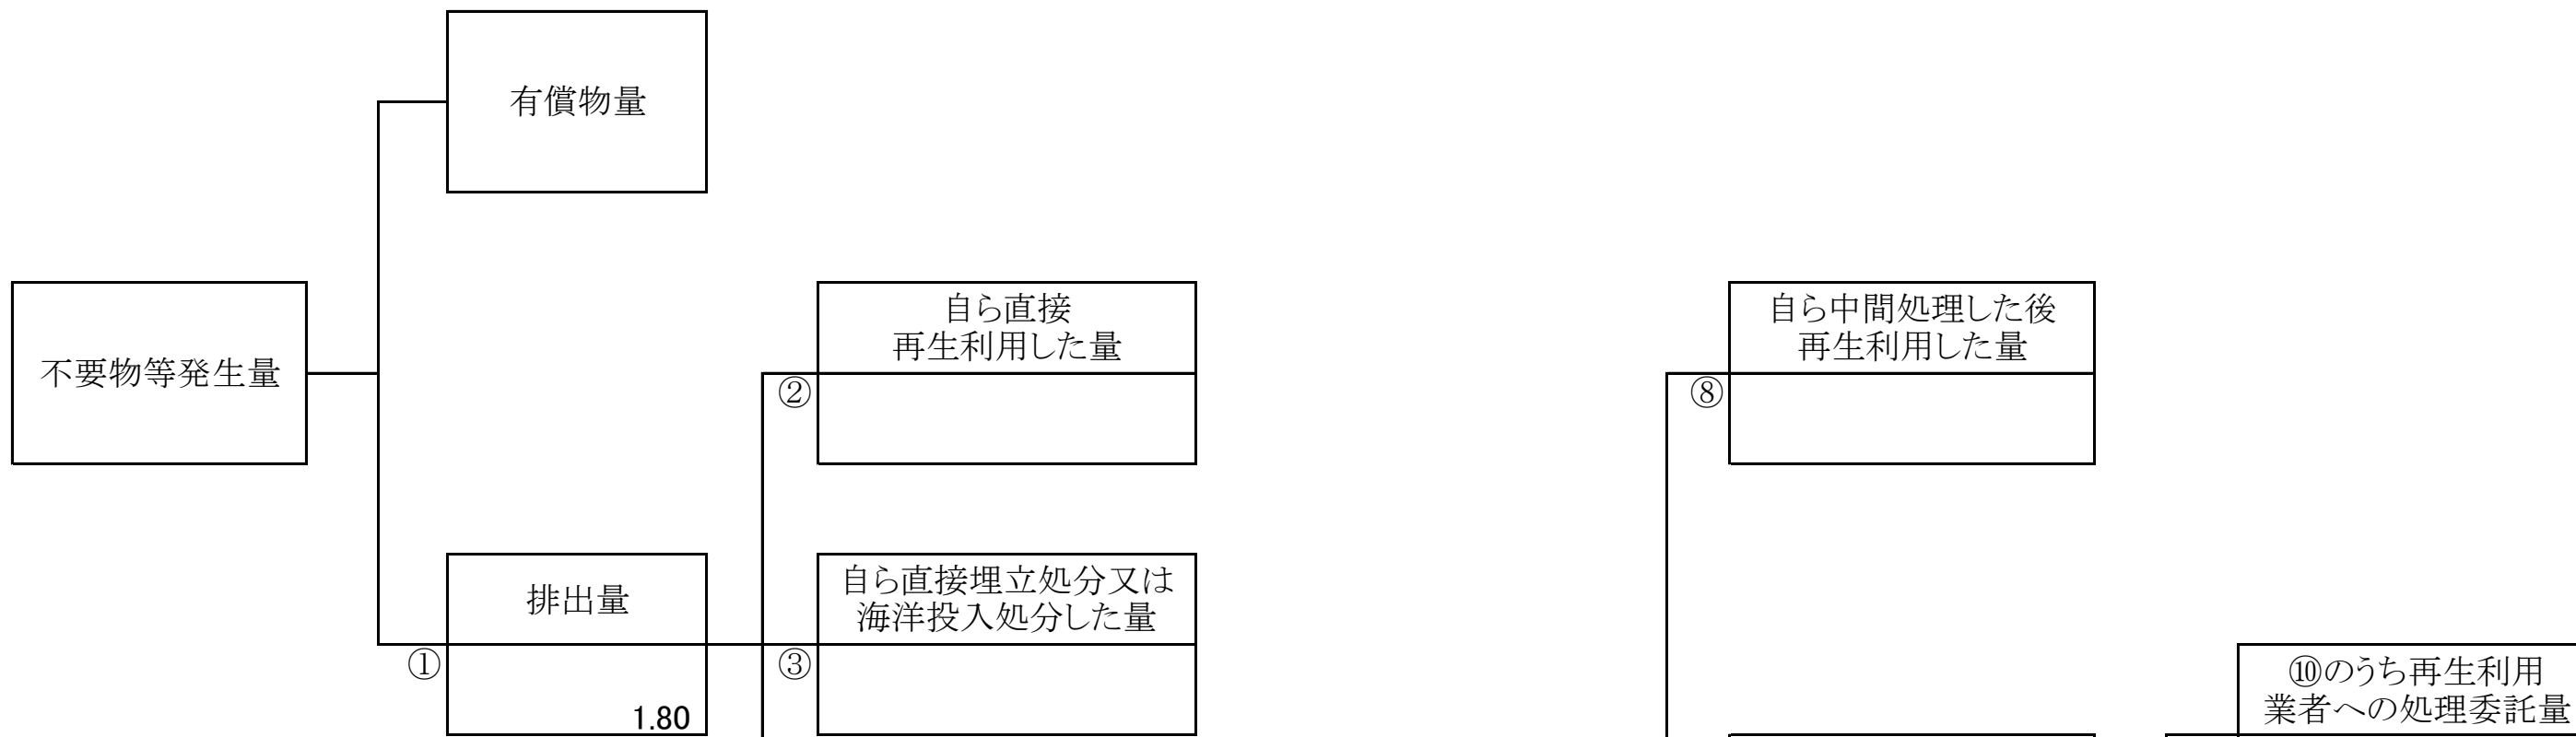 有償物量
不要物等発生量
自ら直接
再生利用した量
②
自ら中間処理した後
再生利用した量
⑧
排出量
①
1.80
自ら直接埋立処分又は
海洋投入処分した量
③
⑩のうち再生利用
業者への処理委託量